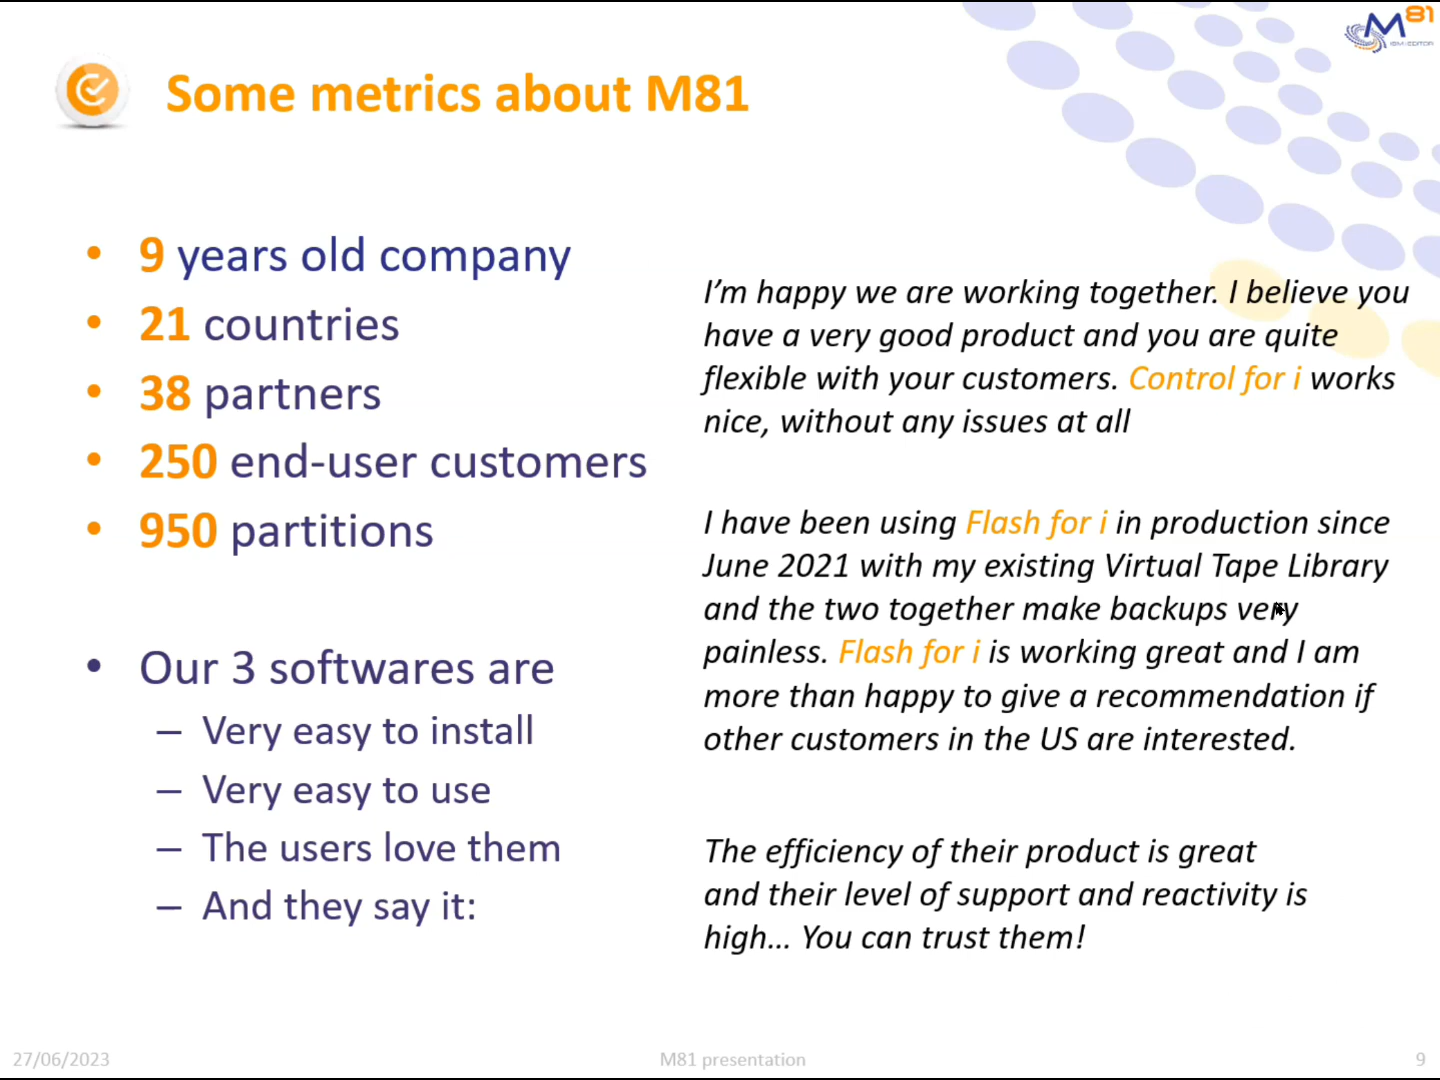 M81
IBM i EDITOR
Some metrics about M81
• 9 years old company
• 21 countries
• 38 partners
• 250 end-user customers
• 950 partitions
• Our 3 softwares are
– Very easy to install
– Very easy to use
– The users love them
– And they say it:
I’m happy we are working together. I believe you
have a very good product and you are quite
flexible with your customers. Control for i works
nice, without any issues at all
I have been using Flash for i in production since
June 2021 with my existing Virtual Tape Library
and the two together make backups very
painless. Flash for i is working great and I am
more than happy to give a recommendation if
other customers in the US are interested.
The efficiency of their product is great
and their level of support and reactivity is
high... You can trust them!
27/06/2023
M81 presentation
9